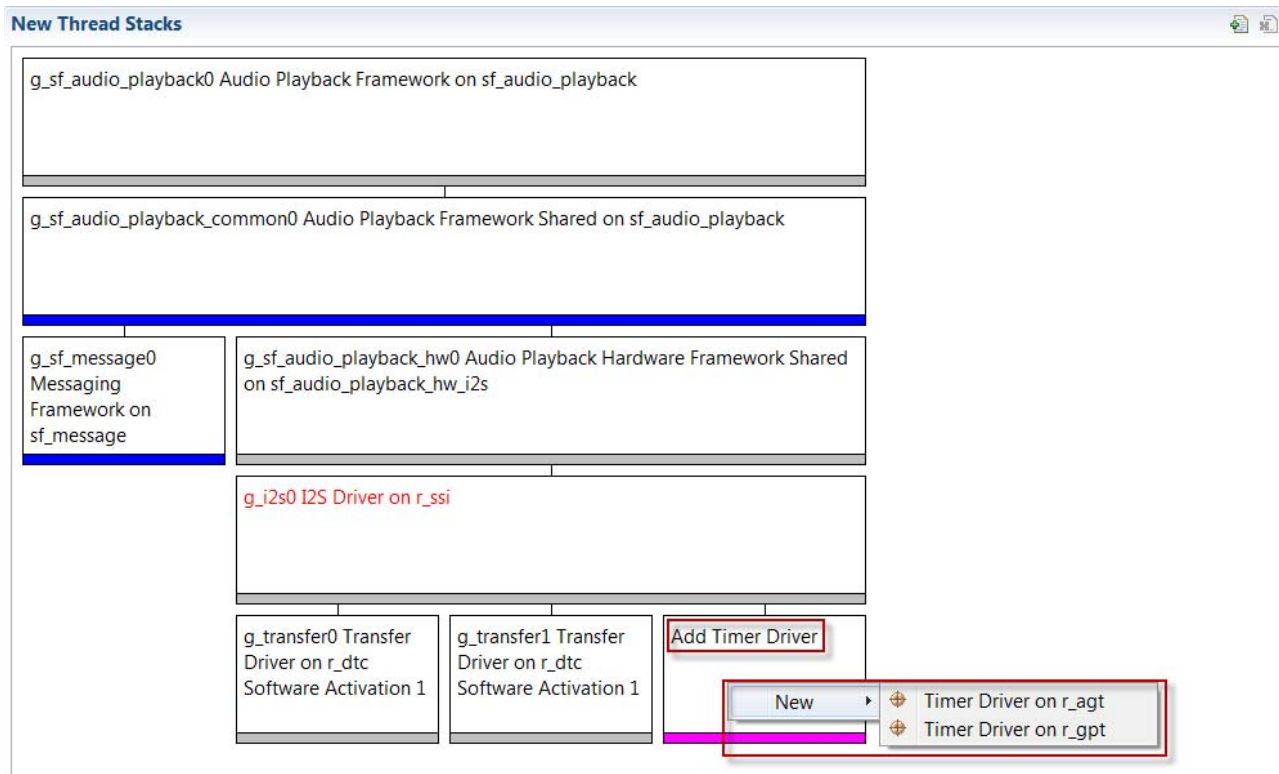 New Thread Stacks
g_sf_audio_playback0 Audio Playback Framework on sf_audio_playback
g_sf_audio_playback_common0 Audio Playback Framework Shared on sf_audio_playback
g_sf_message0
Messaging
Framework on
sf_message
g_sf_audio_playback_hw0 Audio Playback Hardware Framework Shared
on sf_audio_playback_hw_i2s
g_i2s0 I2S Driver on r_ssi
g_transfer0 Transfer
Driver on r_dtc
Software Activation 1
g_transfer1 Transfer
Driver on r_dtc
Software Activation 1
Add Timer Driver
New
Timer Driver on r_agt
Timer Driver on r_gpt